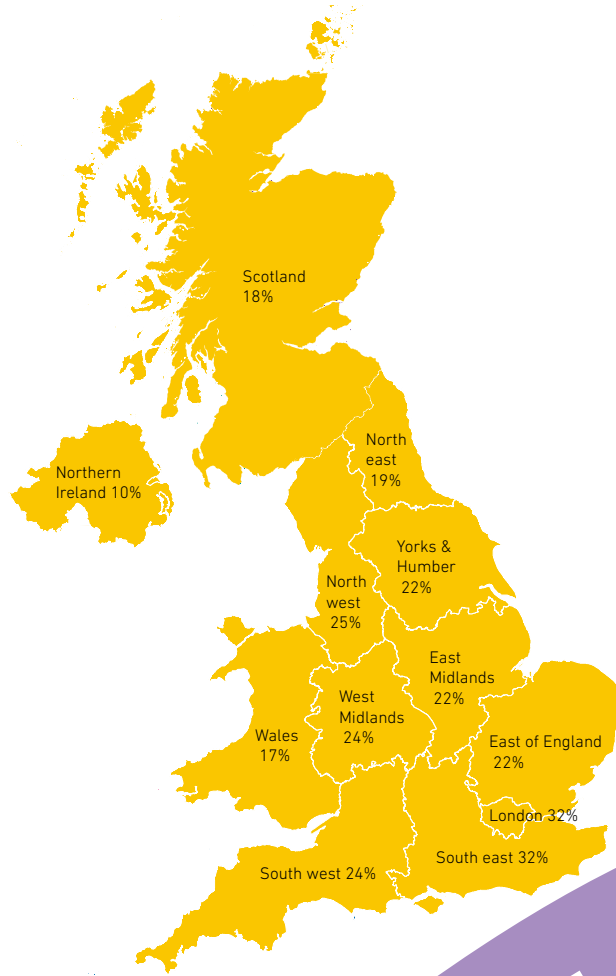 Scotland
18%
North
east
19%
Northern
Ireland 10%
Yorks &
Humber
22%
North
west
25%
East
Midlands
22%
West
Midlands
24%
Wales
17%
East of England
22%
London 32%
South east 32%
South west 24%